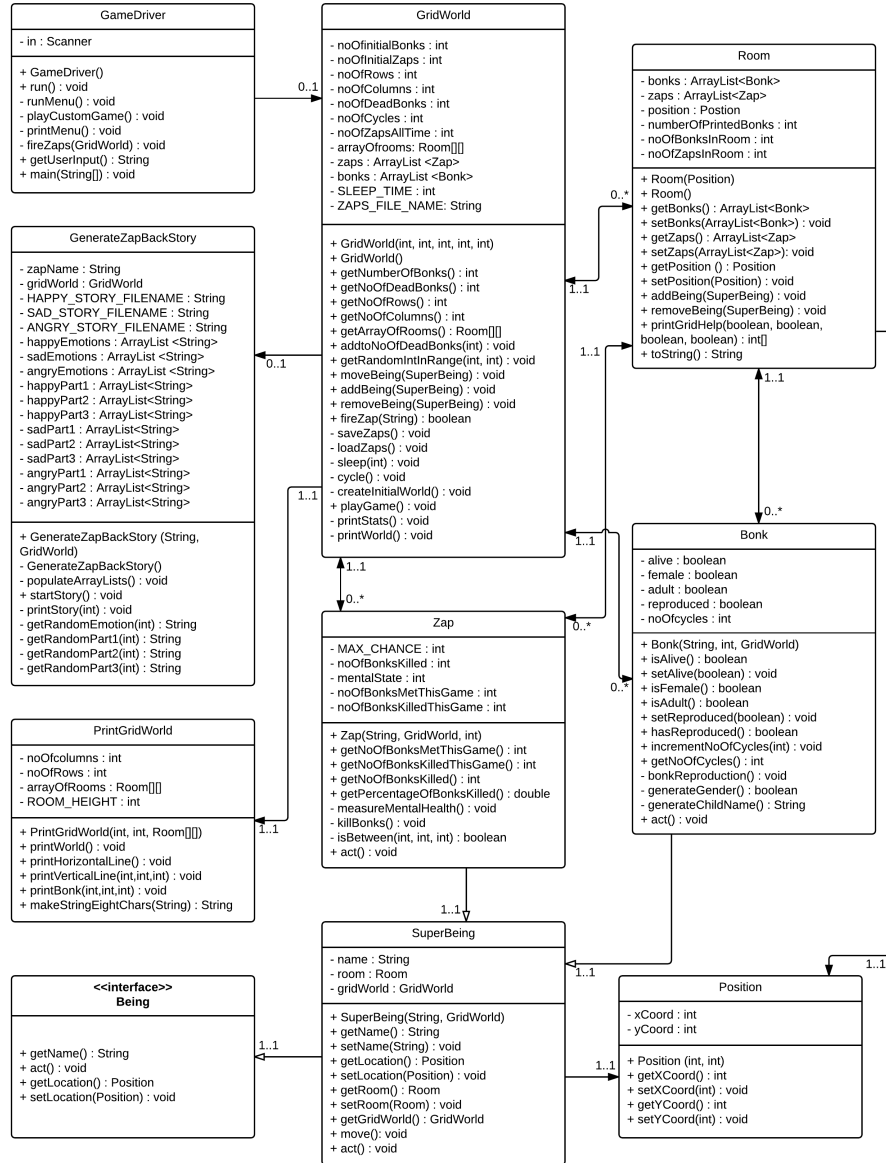 GameDriver
- in : Scanner
+ GameDriver()
+ run() : void
- runMenu() : void
- playCustomGame() : void
- printMenu() : void
- fireZaps(GridWorld) : void
+ getUserInput() : String
+ main(String[]) : void
0..1
GridWorld
- noOfinitialBonks : int
- noOfInitialZaps : int
- noOfRows : int
- noOfColumns : int
- noOfDeadBonks : int
- noOfCycles : int
- noOfZapsAllTime : int
- arrayOfrooms: Room[][]
- zaps : ArrayList <Zap>
- bonks : ArrayList <Bonk>
- SLEEP_TIME : int
- ZAPS_FILE_NAME: String
+ GridWorld(int, int, int, int, int)
+ GridWorld()
+ getNumberOfBonks() : int
+ getNoOfDeadBonks() : int
+ getNoOfRows() : int
+ getNoOfColumns() : int
+ getArrayOfRooms() : Room[][]
+ addtoNoOfDeadBonks(int) : void
+ getRandomIntInRange(int, int) : int
+ moveBeing(SuperBeing) : void
+ addBeing(SuperBeing) : void
+ removeBeing(SuperBeing) : void
+ fireZap(String) : boolean
- saveZaps() : void
- loadZaps() : void
- sleep(int) : void
- cycle() : void
- createInitialWorld() : void
+ playGame() : void
- printStats() : void
- printWorld() : void
Room
- bonks : ArrayList<Bonk>
- zaps : ArrayList<Zap>
- position : Postion
- numberOfPrintedBonks : int
- noOfBonksInRoom : int
- noOfZapsInRoom : int
+ Room(Position)
+ Room()
+ getBonks() : ArrayList<Bonk>
+ setBonks(ArrayList<Bonk>) : void
+ getZaps() : ArrayList<Zap>
+ setZaps(ArrayList<Zap>): void
+ getPosition () : Position
+ setPosition(Position) : void
+ addBeing(SuperBeing) : void
+ removeBeing(SuperBeing) : void
+ printGridHelp(boolean, boolean,
boolean, boolean) : int[]
+ toString() : String
0..*
1..1
1..1
0..*
1..1
0..*
GenerateZapBackStory
- zapName : String
- gridWorld : GridWorld
- HAPPY_STORY_FILENAME : String
- SAD_STORY_FILENAME : String
- ANGRY_STORY_FILENAME : String
- happyEmotions : ArrayList <String>
- sadEmotions : ArrayList <String>
- angryEmotions : ArrayList <String>
- happyPart1 : ArrayList<String>
- happyPart2 : ArrayList<String>
- happyPart3 : ArrayList<String>
- sadPart1 : ArrayList<String>
- sadPart2 : ArrayList<String>
- sadPart3 : ArrayList<String>
- angryPart1 : ArrayList<String>
- angryPart2 : ArrayList<String>
- angryPart3 : ArrayList<String>
+ GenerateZapBackStory (String,
GridWorld)
- GenerateZapBackStory()
- populateArrayLists() : void
+ startStory() : void
- printStory(int) : void
- getRandomEmotion(int) : String
- getRandomPart1(int) : String
- getRandomPart2(int) : String
- getRandomPart3(int) : String
0..1
1..1
1..1
0..*
1..1
0..*
Bonk
- alive : boolean
- female : boolean
- adult : boolean
- reproduced : boolean
- noOfcycles : int
+ Bonk(String, int, GridWorld)
+ isAlive() : boolean
+ setAlive(boolean) : void
+ isFemale() : boolean
+ isAdult() : boolean
+ setReproduced(boolean) : void
+ hasReproduced() : boolean
+ incrementNoOfCycles(int) : void
+ getNoOfCycles() : int
- bonkReproduction() : void
- generateGender() : boolean
- generateChildName() : String
+ act() : void
Zap
- MAX_CHANCE : int
- noOfBonksKilled : int
- mentalState : int
- noOfBonksMetThisGame : int
- noOfBonksKilledThisGame : int
+ Zap(String, GridWorld, int)
+ getNoOfBonksMetThisGame() : int
+ getNoOfBonksKilledThisGame() : int
+ getNoOfBonksKilled() : int
+ getPercentageOfBonksKilled() : double
- measureMentalHealth() : void
- killBonks() : void
- isBetween(int, int, int) : boolean
+ act() : void
PrintGridWorld
- noOfcolumns : int
- noOfRows : int
- arrayOfRooms : Room[][]
- ROOM_HEIGHT : int
+ PrintGridWorld(int, int, Room[][])
+ printWorld() : void
+ printHorizontalLine() : void
+ printVerticalLine(int,int,int) : void
+ printBonk(int,int,int) : void
+ makeStringEightChars(String) : String
1..1
1..1
SuperBeing
- name : String
- room : Room
- gridWorld : GridWorld
+ SuperBeing(String, GridWorld)
+ getName() : String
+ setName(String) : void
+ getLocation() : Position
+ setLocation(Position) : void
+ getRoom() : Room
+ setRoom(Room) : void
+ getGridWorld() : GridWorld
+ move(): void
+ act() : void
1..1
1..1
<<interface>>
Being
+ getName() : String
+ act() : void
+ getLocation() : Position
+ setLocation(Position) : void
1..1
1..1
Position
- xCoord : int
- yCoord : int
+ Position (int, int)
+ getXCoord() : int
+ setXCoord(int) : void
+ getYCoord() : int
+ setYCoord(int) : void